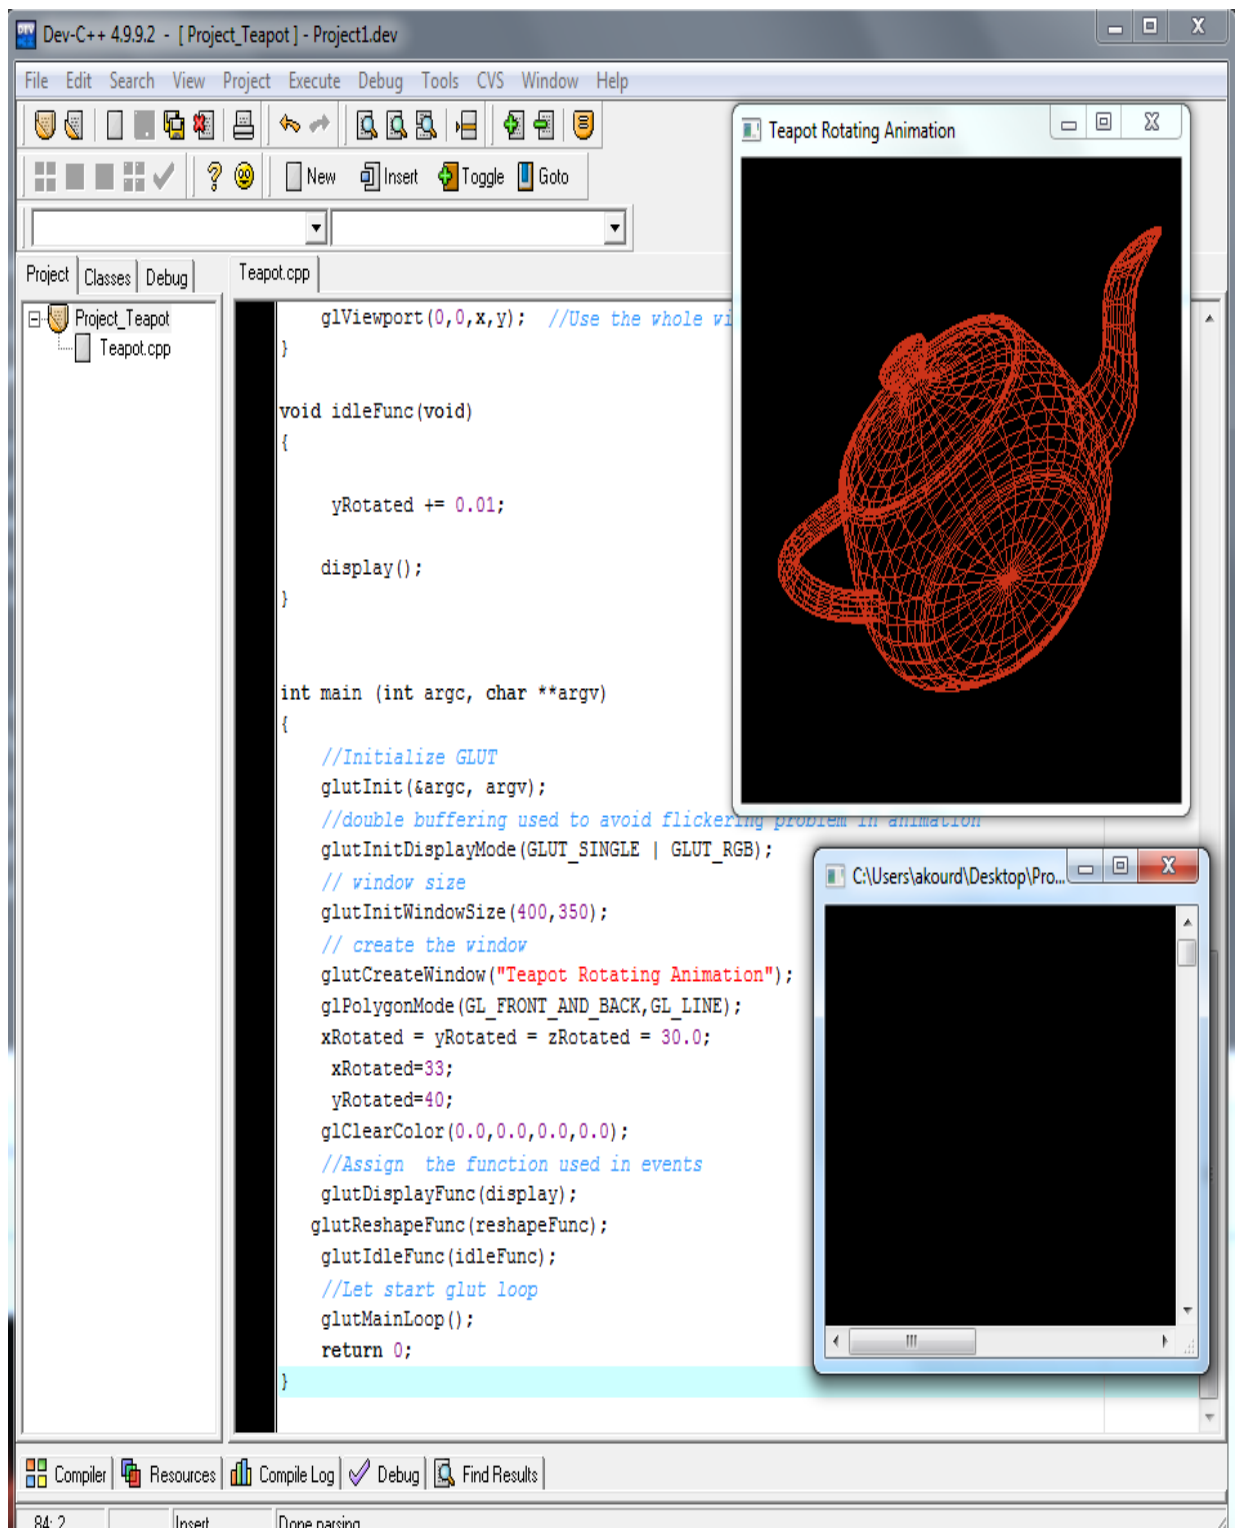 Dev-C++ 4.9.9.2 - [ Project_Teapot ] - Project1.dev
File Edit Search View Project Execute Debug Tools CVS Window Help
New Insert Toggle Goto
Project Classes Debug
Teapot.cpp
Project_Teapot
Teapot.cpp
glViewport(0,0,x,y); //Use the whole wi
}
void idleFunc(void)
{
yRotated += 0.01;
display();
}
int main (int argc, char **argv)
{
//Initialize GLUT
glutInit(&argc, argv);
//double buffering used to avoid flickering problem in animation
glutInitDisplayMode(GLUT_SINGLE | GLUT_RGB);
// window size
glutInitWindowSize(400,350);
// create the window
glutCreateWindow("Teapot Rotating Animation");
glPolygonMode(GL_FRONT_AND_BACK,GL_LINE);
xRotated = yRotated = zRotated = 30.0;
xRotated=33;
yRotated=40;
glClearColor(0.0,0.0,0.0,0.0);
//Assign the function used in events
glutDisplayFunc(display);
glutReshapeFunc(reshapeFunc);
glutIdleFunc(idleFunc);
//Let start glut loop
glutMainLoop();
return 0;
}
Teapot Rotating Animation
C:\Users\akourd\Desktop\Pro...
Compiler Resources Compile Log Debug Find Results
84: 2 Insert Done parsing